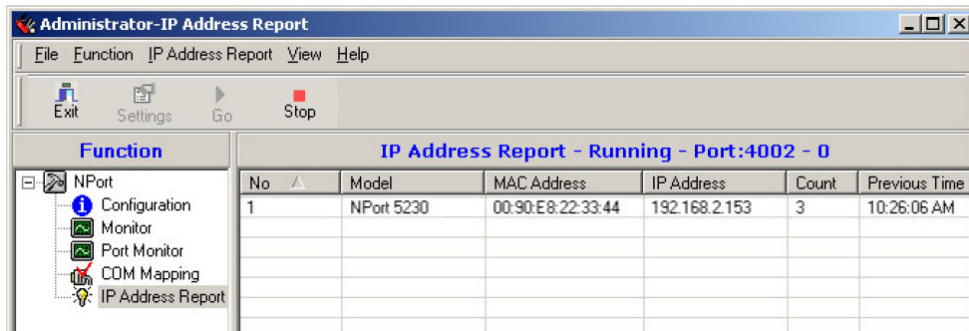 Administrator-IP Address Report
File Function IP Address Report View Help
Exit Settings Go Stop
Function
IP Address Report - Running - Port:4002 - 0
NPort
Configuration
Monitor
Port Monitor
COM Mapping
IP Address Report
No Model MAC Address IP Address Count Previous Time
1 NPort 5230 00:90:E8:22:33:44 192.168.2.153 3 10:26:06 AM